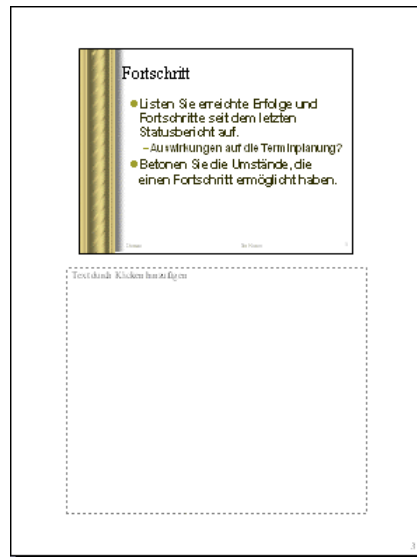 Fortschritt
Listen Sie erreichte Erfolge und
Fortschritte seit dem letzten
Statusbericht auf.
–Auswirkungen auf die Terminplanung?
Betonen Sie die Umstände, die
einen Fortschritt ermöglicht haben.
Text durch Klicken hinzufügen
3